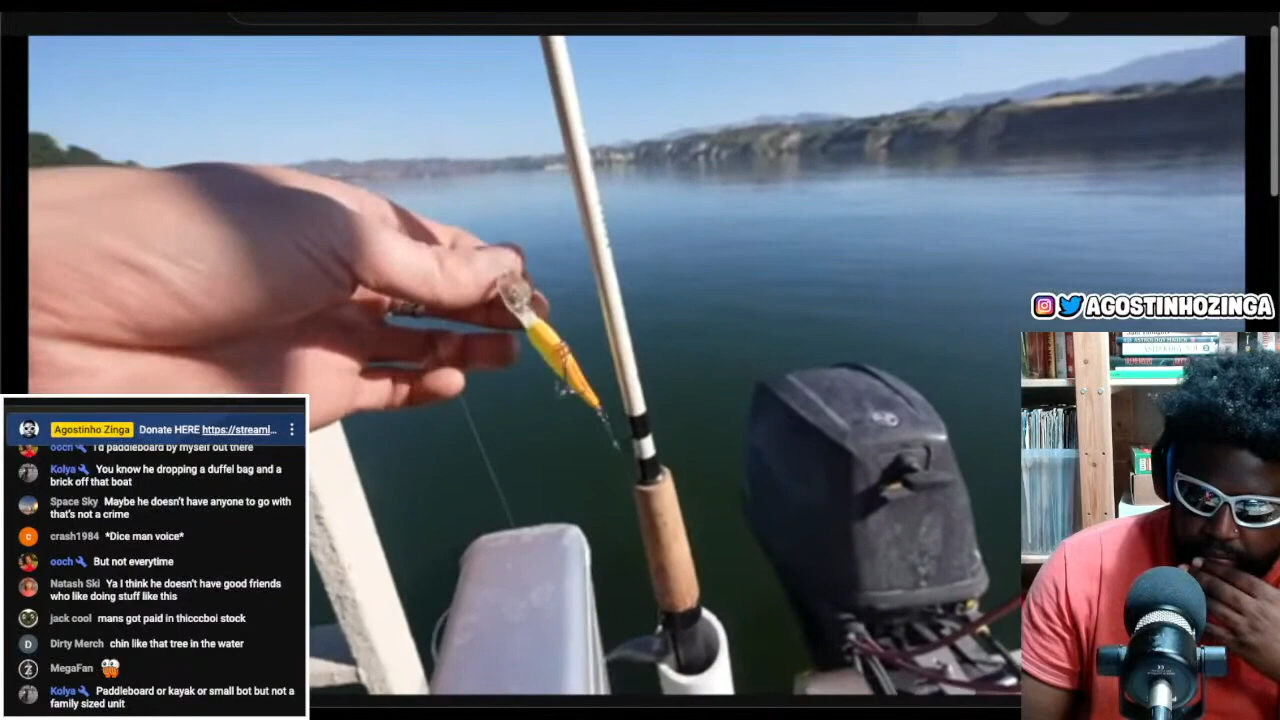 AGOSTINHOZINGA
ASTROLOGY MAGICK
Agostinho Zinga Donate HERE https://streaml...
ooch I'd paddleboard by myself out there
Kolya You know he dropping a duffel bag and a
brick off that boat
Space Sky Maybe he doesn't have anyone to go with
that's not a crime
crash1984 *Dice man voice*
ooch But not everytime
Natash Ski Ya I think he doesn't have good friends
who like doing stuff like this
jack cool mans got paid in thicccboi stock
Dirty Merch chin like that tree in the water
MegaFan
Kolya Paddleboard or kayak or small bot but not a
family sized unit